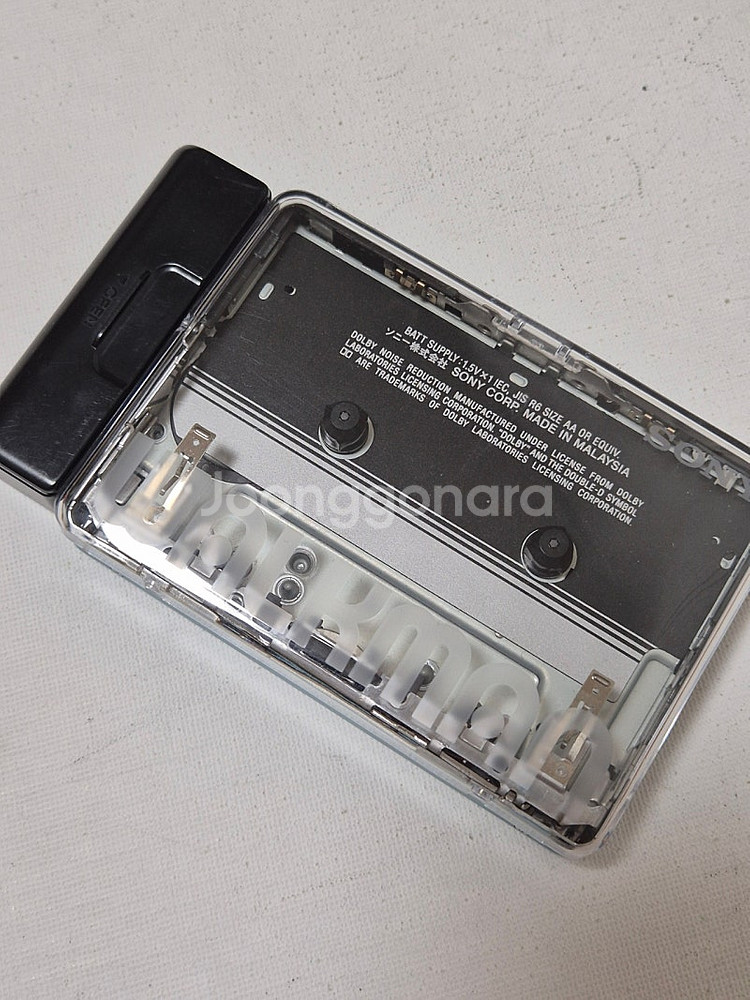 OPEN
BATT SUPPLY:1.5V×1 IEC, JIS R6 SIZE AA OR EQUIV.
ソニー株式会社 SONY CORP. MADE IN MALAYSIA
DOLBY NOISE REDUCTION MANUFACTURED UNDER LICENSE FROM DOLBY
LABORATORIES LICENSING CORPORATION "DOLBY" AND THE DOUBLE-D SYMBOL
ARE TRADEMARKS OF DOLBY LABORATORIES LICENSING CORPORATION.
SONY
Joonggonara
WALKMAN